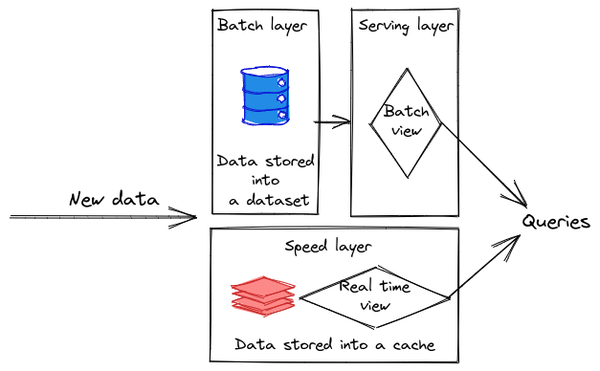 Batch layer
Data stored
into
a dataset
Serving layer
Batch
view
New data
Queries
Speed layer
Real time
view
Data stored into a cache